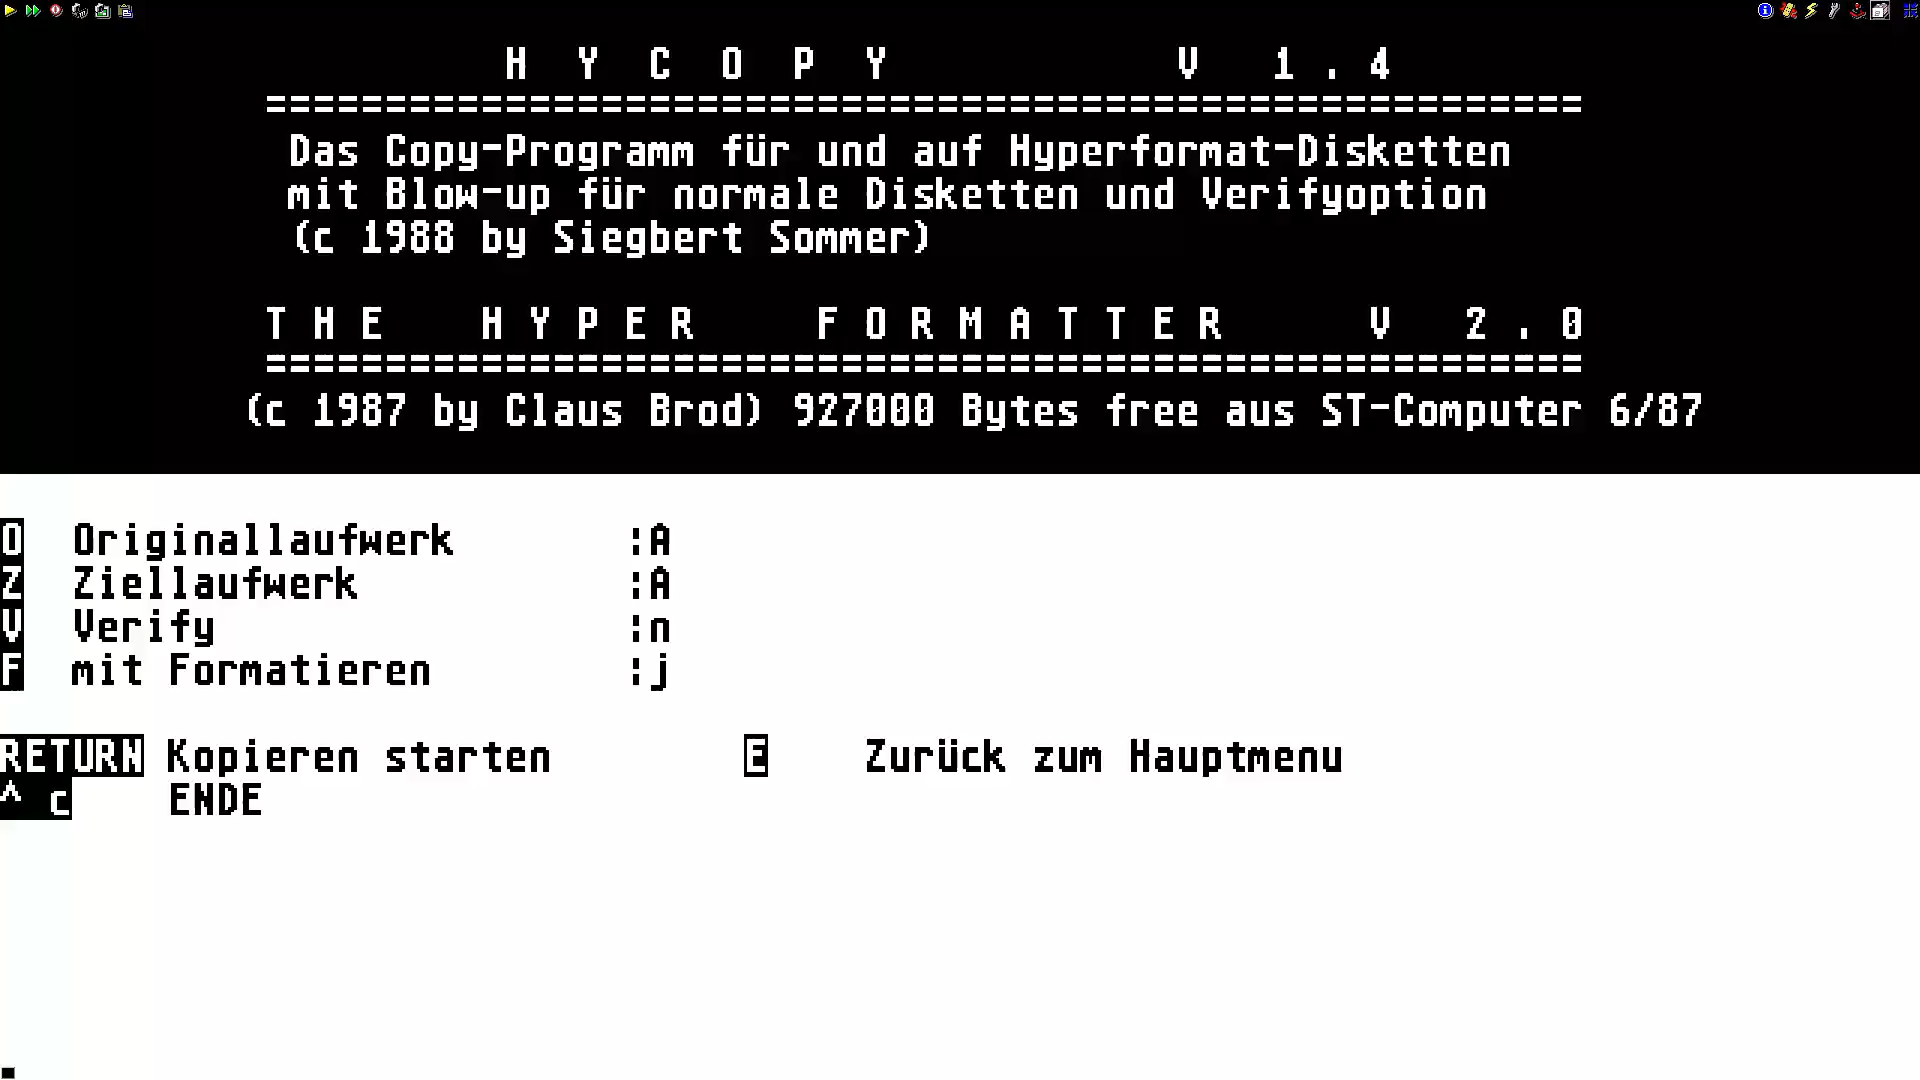 H Y C O P Y V 1 . 4
=======================================================
Das Copy-Programm für und auf Hyperformat-Disketten
mit Blow-up für normale Disketten und Verifyoption
(c 1988 by Siegbert Sommer)
T H E H Y P E R F O R M A T T E R V 2 . 0
=======================================================
(c 1987 by Claus Brod) 927000 Bytes free aus ST-Computer 6/87
O Originallaufwerk :A
Z Ziellaufwerk :A
V Verify :n
F mit Formatieren :j
RETURN Kopieren starten E Zurück zum Hauptmenu
^ c ENDE